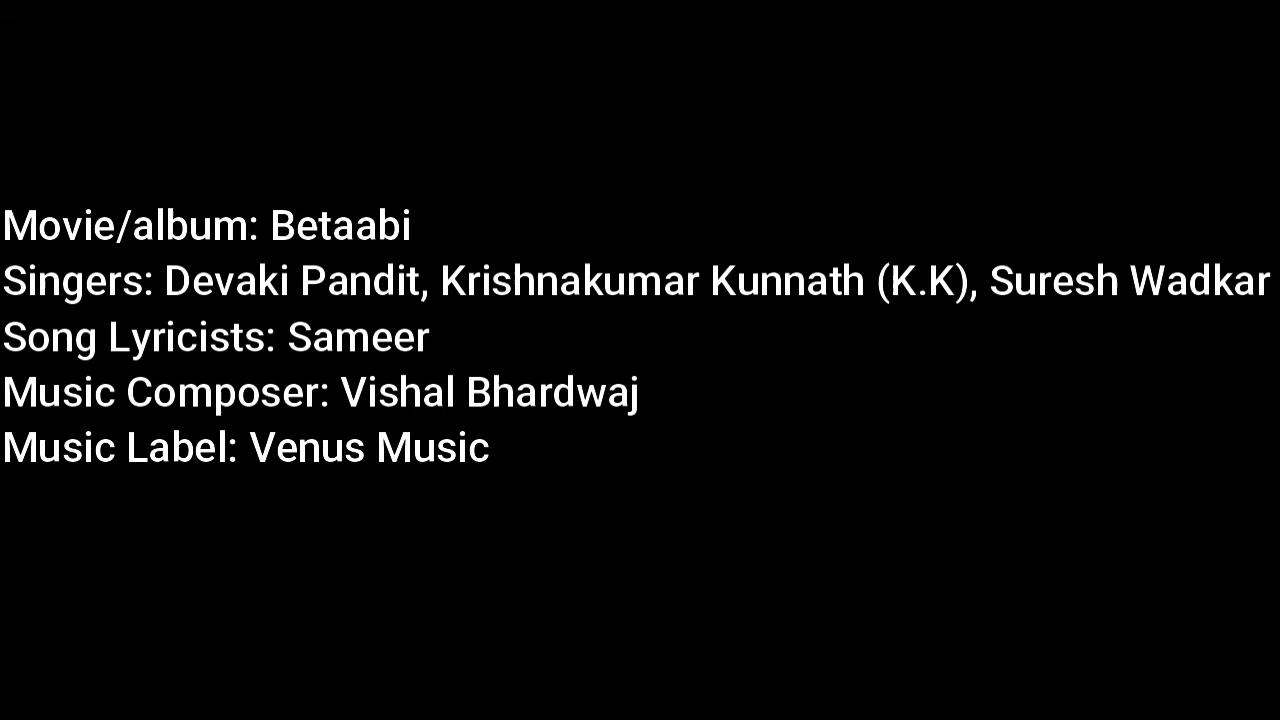 Movie/album: Betaabi
Singers: Devaki Pandit, Krishnakumar Kunnath (K.K), Suresh Wadkar
Song Lyricists: Sameer
Music Composer: Vishal Bhardwaj
Music Label: Venus Music